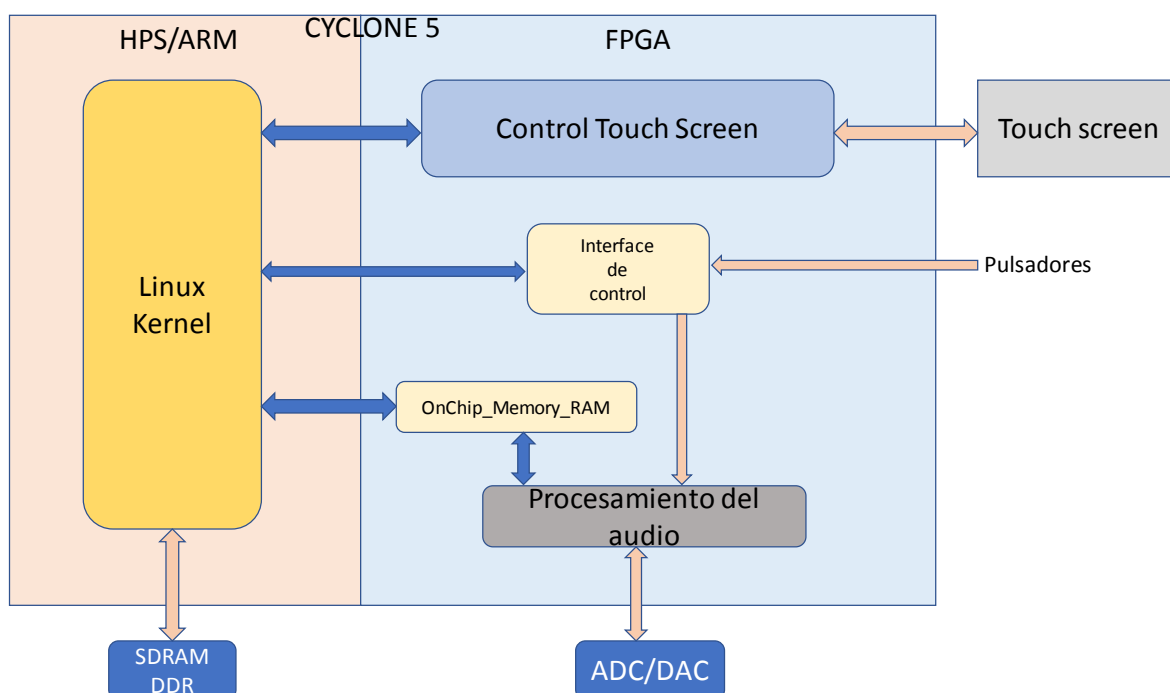 CYCLONE 5
HPS/ARM
FPGA
Linux
Kernel
Control Touch Screen
Touch screen
Interface
de
control
Pulsadores
OnChip_Memory_RAM
Procesamiento del
audio
SDRAM
DDR
ADC/DAC